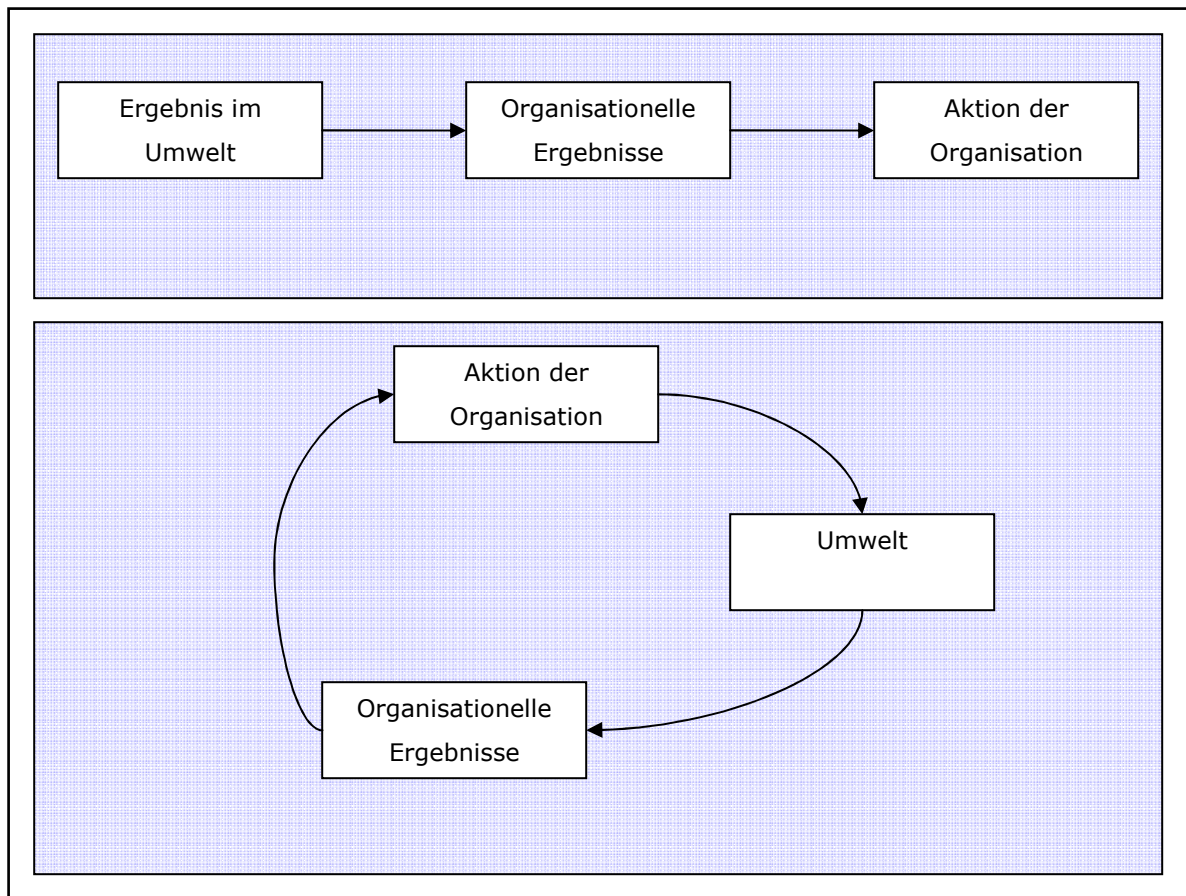 Ergebnis im
Umwelt
Organisationelle
Ergebnisse
Aktion der
Organisation
Aktion der
Organisation
Umwelt
Organisationelle
Ergebnisse